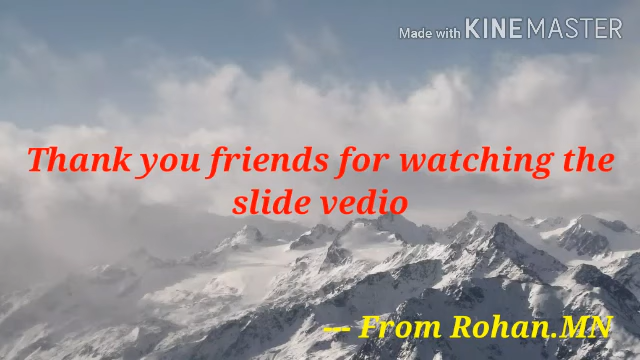 Made with KINEMASTER
Thank you friends for watching the
slide vedio
--- From Rohan.MN